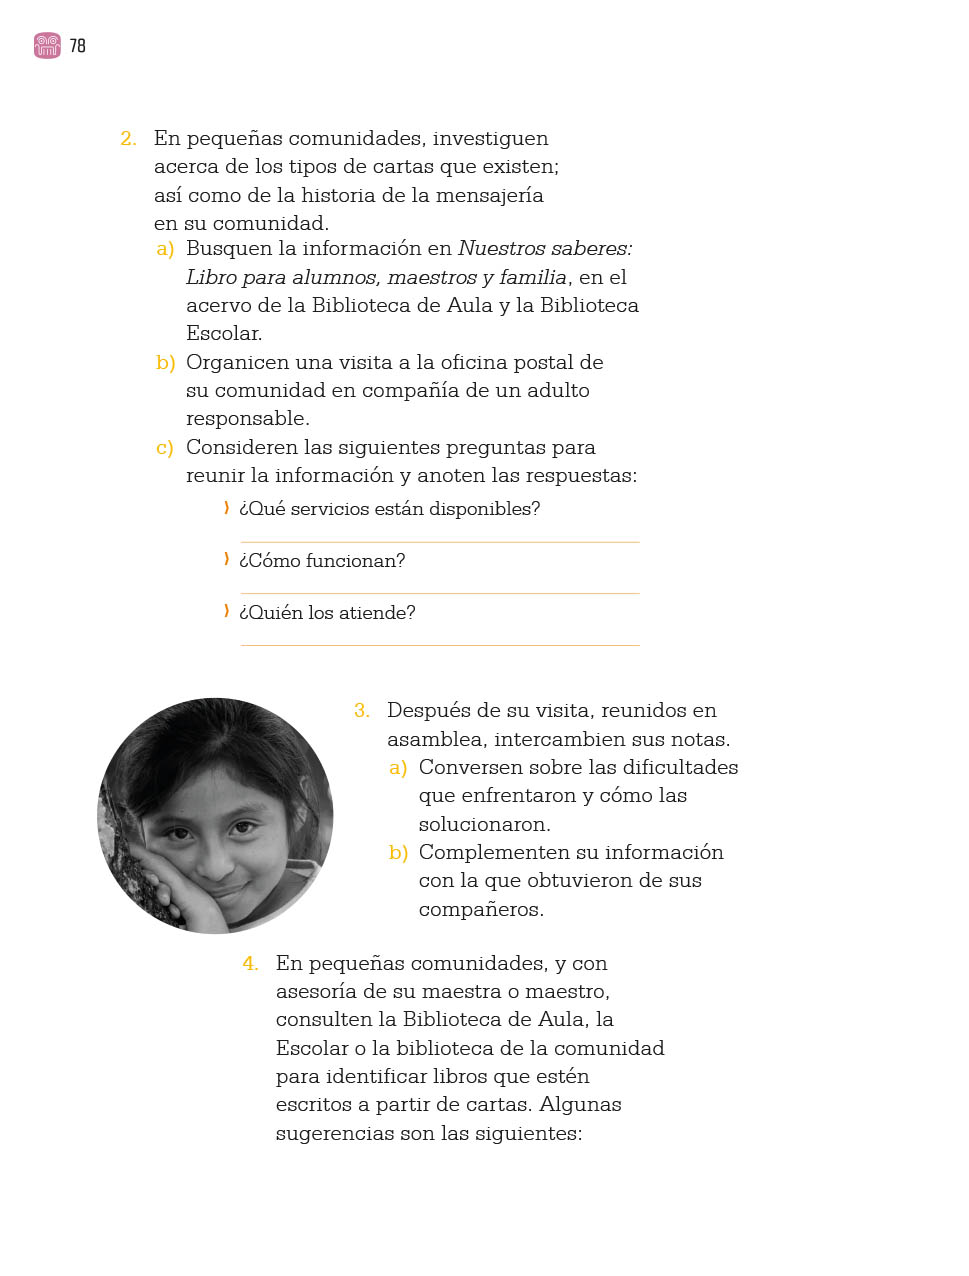 78
2. En pequeñas comunidades, investiguen
acerca de los tipos de cartas que existen;
así como de la historia de la mensajería
en su comunidad.
a) Busquen la información en Nuestros saberes:
Libro para alumnos, maestros y familia, en el
acervo de la Biblioteca de Aula y la Biblioteca
Escolar.
b) Organicen una visita a la oficina postal de
su comunidad en compañía de un adulto
responsable.
c) Consideren las siguientes preguntas para
reunir la información y anoten las respuestas:
⟩ ¿Qué servicios están disponibles?
⟩ ¿Cómo funcionan?
⟩ ¿Quién los atiende?
3. Después de su visita, reunidos en
asamblea, intercambien sus notas.
a) Conversen sobre las dificultades
que enfrentaron y cómo las
solucionaron.
b) Complementen su información
con la que obtuvieron de sus
compañeros.
4. En pequeñas comunidades, y con
asesoría de su maestra o maestro,
consulten la Biblioteca de Aula, la
Escolar o la biblioteca de la comunidad
para identificar libros que estén
escritos a partir de cartas. Algunas
sugerencias son las siguientes: